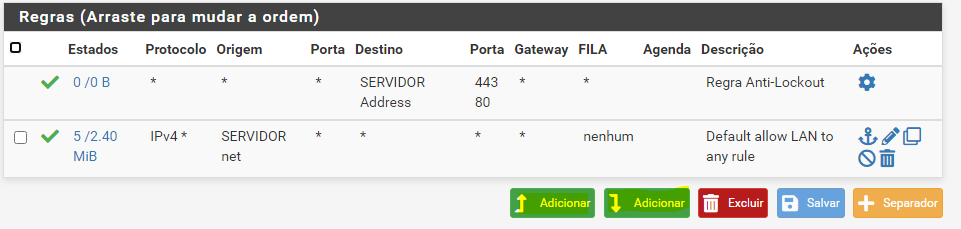 Regras (Arraste para mudar a ordem)
Estados Protocolo Origem Porta Destino Porta Gateway FILA Agenda Descrição Ações
0 /0 B * * * SERVIDOR 443 * * Regra Anti-Lockout
Address 80
5 /2.40 IPv4 * SERVIDOR * * * * nenhum Default allow LAN to
MiB net any rule
Adicionar Adicionar Excluir Salvar Separador